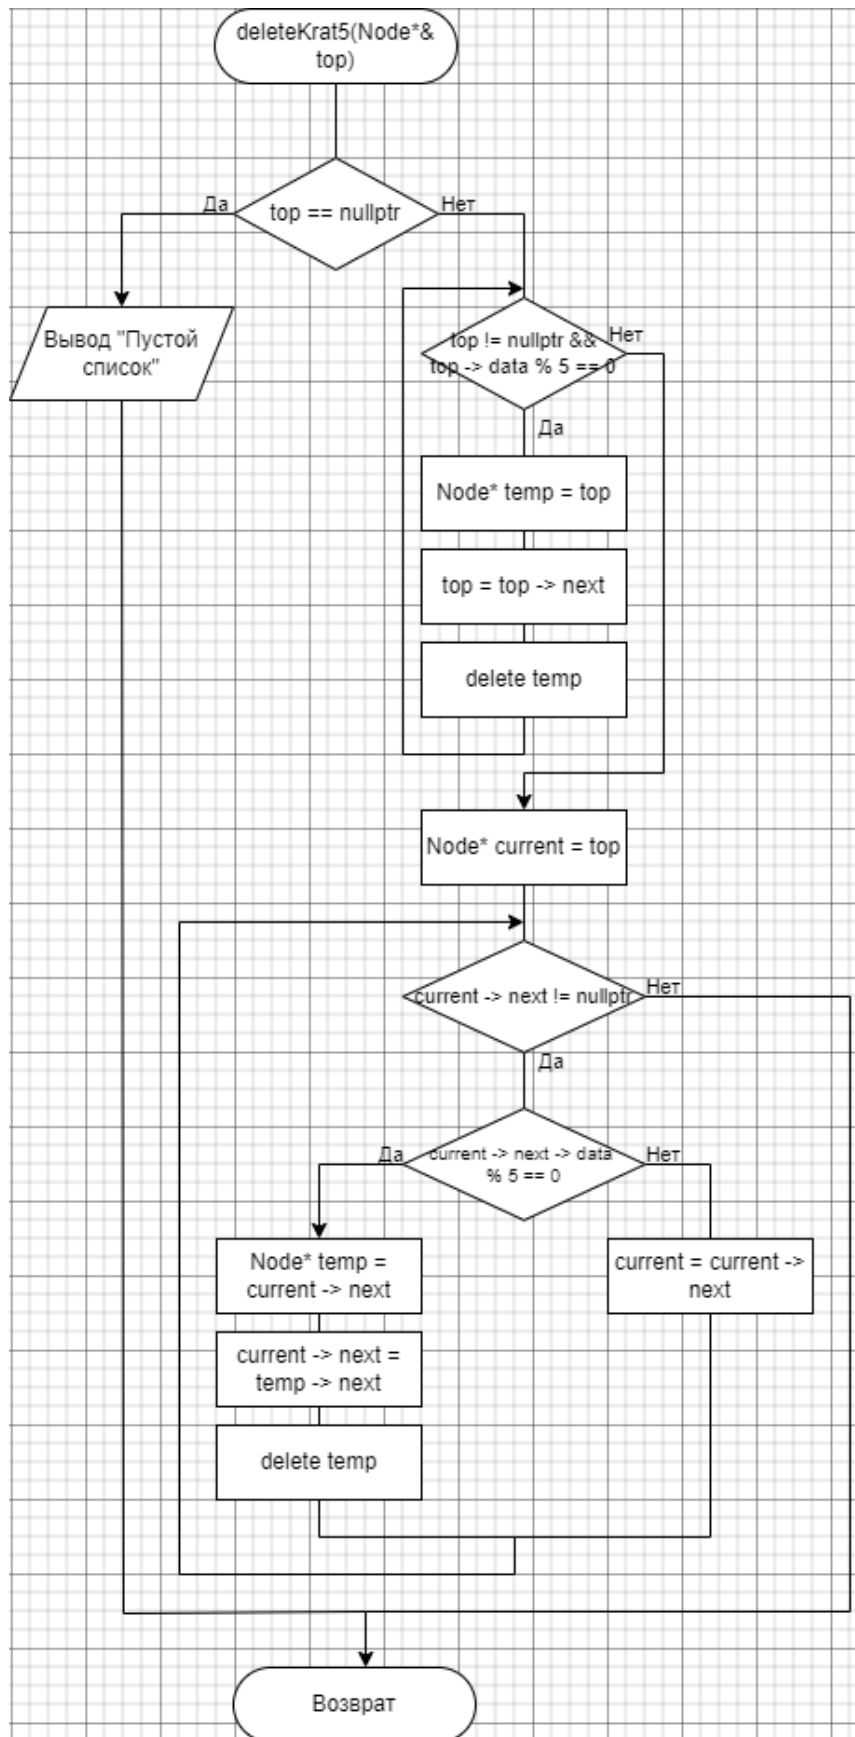 deleteKrat5(Node*&
top)
Да
top == nullptr
Нет
Вывод "Пустой
список"
top != nullptr &&
top -> data % 5 == 0
Нет
Да
Node* temp = top
top = top -> next
delete temp
Node* current = top
current -> next != nullptr
Нет
Да
Да
current -> next -> data
% 5 == 0
Нет
Node* temp =
current -> next
current = current ->
next
current -> next =
temp -> next
delete temp
Возврат